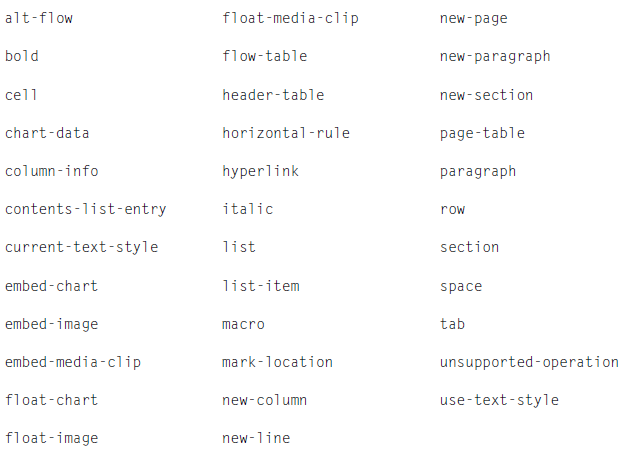 alt-flow float-media-clip new-page
bold flow-table new-paragraph
cell header-table new-section
chart-data horizontal-rule page-table
column-info hyperlink paragraph
contents-list-entry italic row
current-text-style list section
embed-chart list-item space
embed-image macro tab
embed-media-clip mark-location unsupported-operation
float-chart new-column use-text-style
float-image new-line